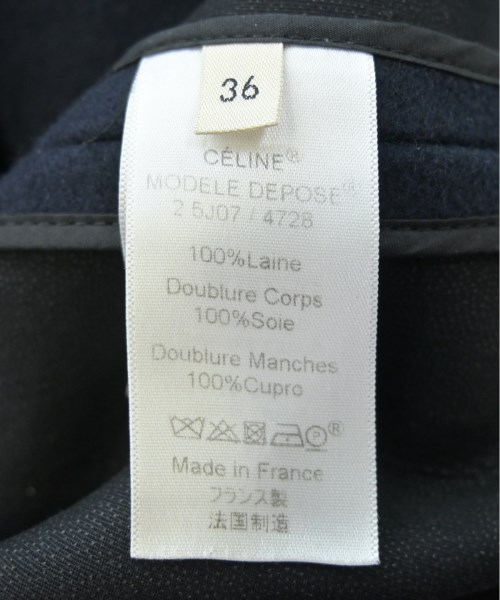 36
CÉLINE®
MODELE DEPOSE®
2 5J07 / 4728
100%Laine
Doublure Corps
100%Soie
Doublure Manches
100%Cupro
P ®
Made in France
フランス製
法国制造